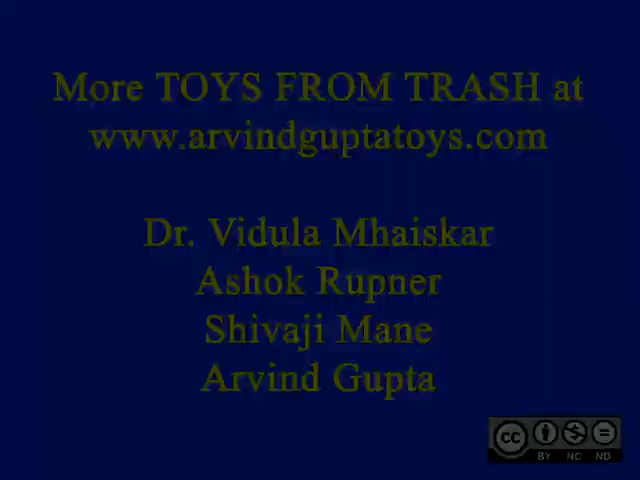 More TOYS FROM TRASH at
www.arvindguptatoys.com
Dr. Vidula Mhaiskar
Ashok Rupner
Shivaji Mane
Arvind Gupta
cc
BY NC ND